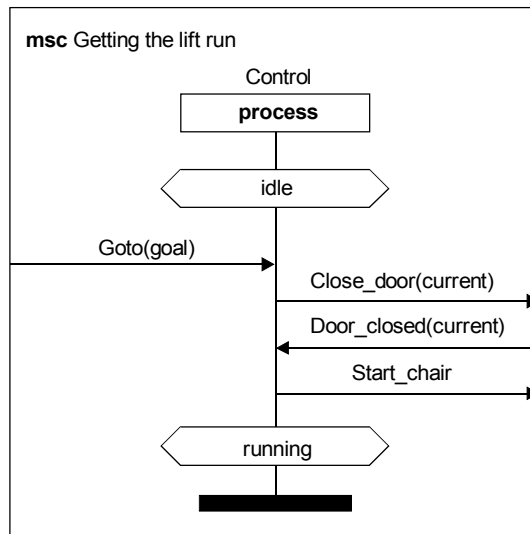 msc Getting the lift run
Control
process
idle
Goto(goal)
Close_door(current)
Door_closed(current)
Start_chair
running